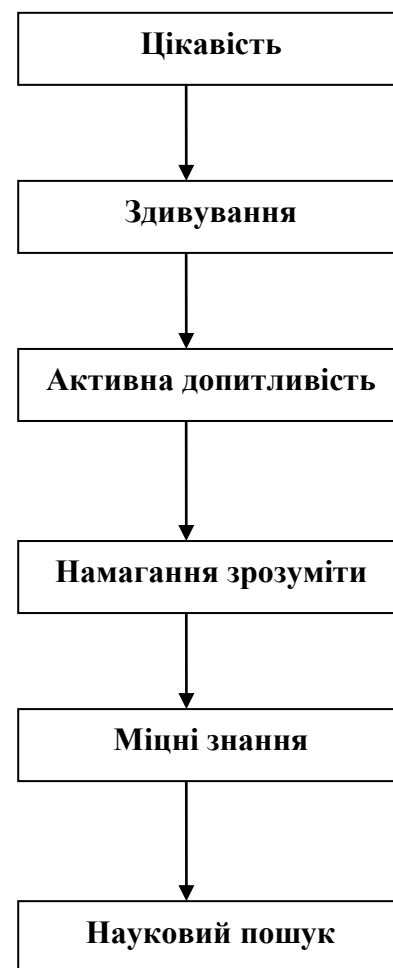 Цікавість
Здивування
Активна допитливість
Намагання зрозуміти
Міцні знання
Науковий пошук